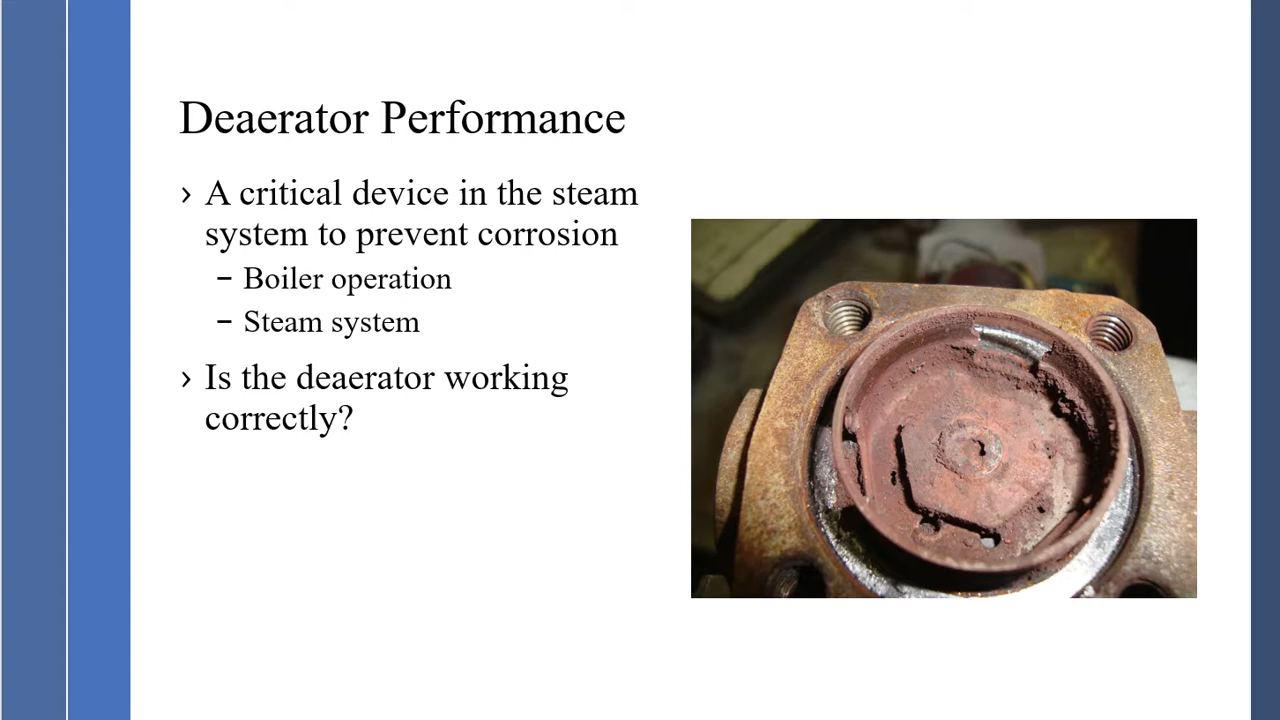 Deaerator Performance
› A critical device in the steam
system to prevent corrosion
– Boiler operation
– Steam system
› Is the deaerator working
correctly?